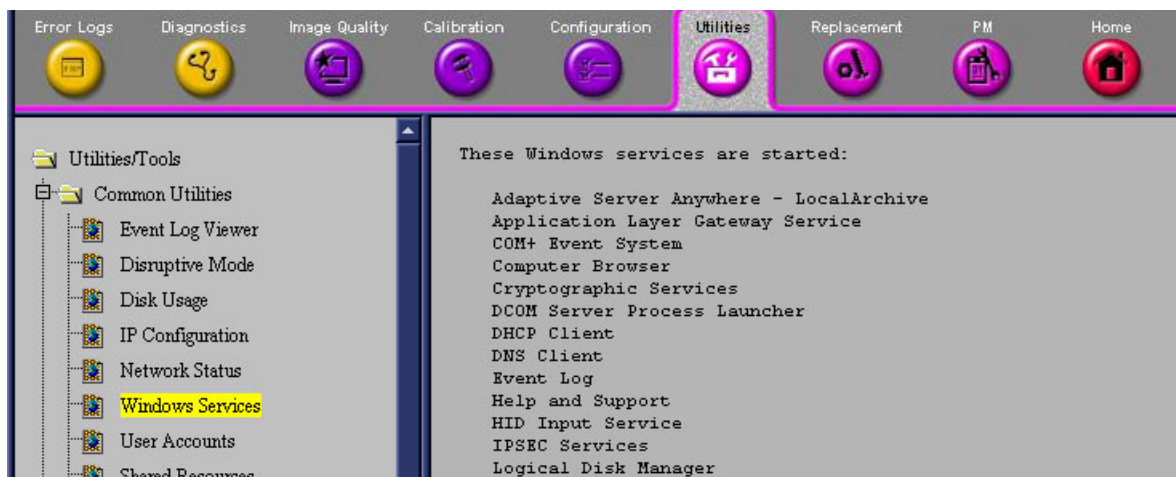 Error Logs
Diagnostics
Image Quality
Calibration
Configuration
Utilities
Replacement
PM
Home
Utilities/Tools
Common Utilities
Event Log Viewer
Disruptive Mode
Disk Usage
IP Configuration
Network Status
Windows Services
User Accounts
Shared Resources
These Windows services are started:
Adaptive Server Anywhere - LocalArchive
Application Layer Gateway Service
COM+ Event System
Computer Browser
Cryptographic Services
DCOM Server Process Launcher
DHCP Client
DNS Client
Event Log
Help and Support
HID Input Service
IPSEC Services
Logical Disk Manager